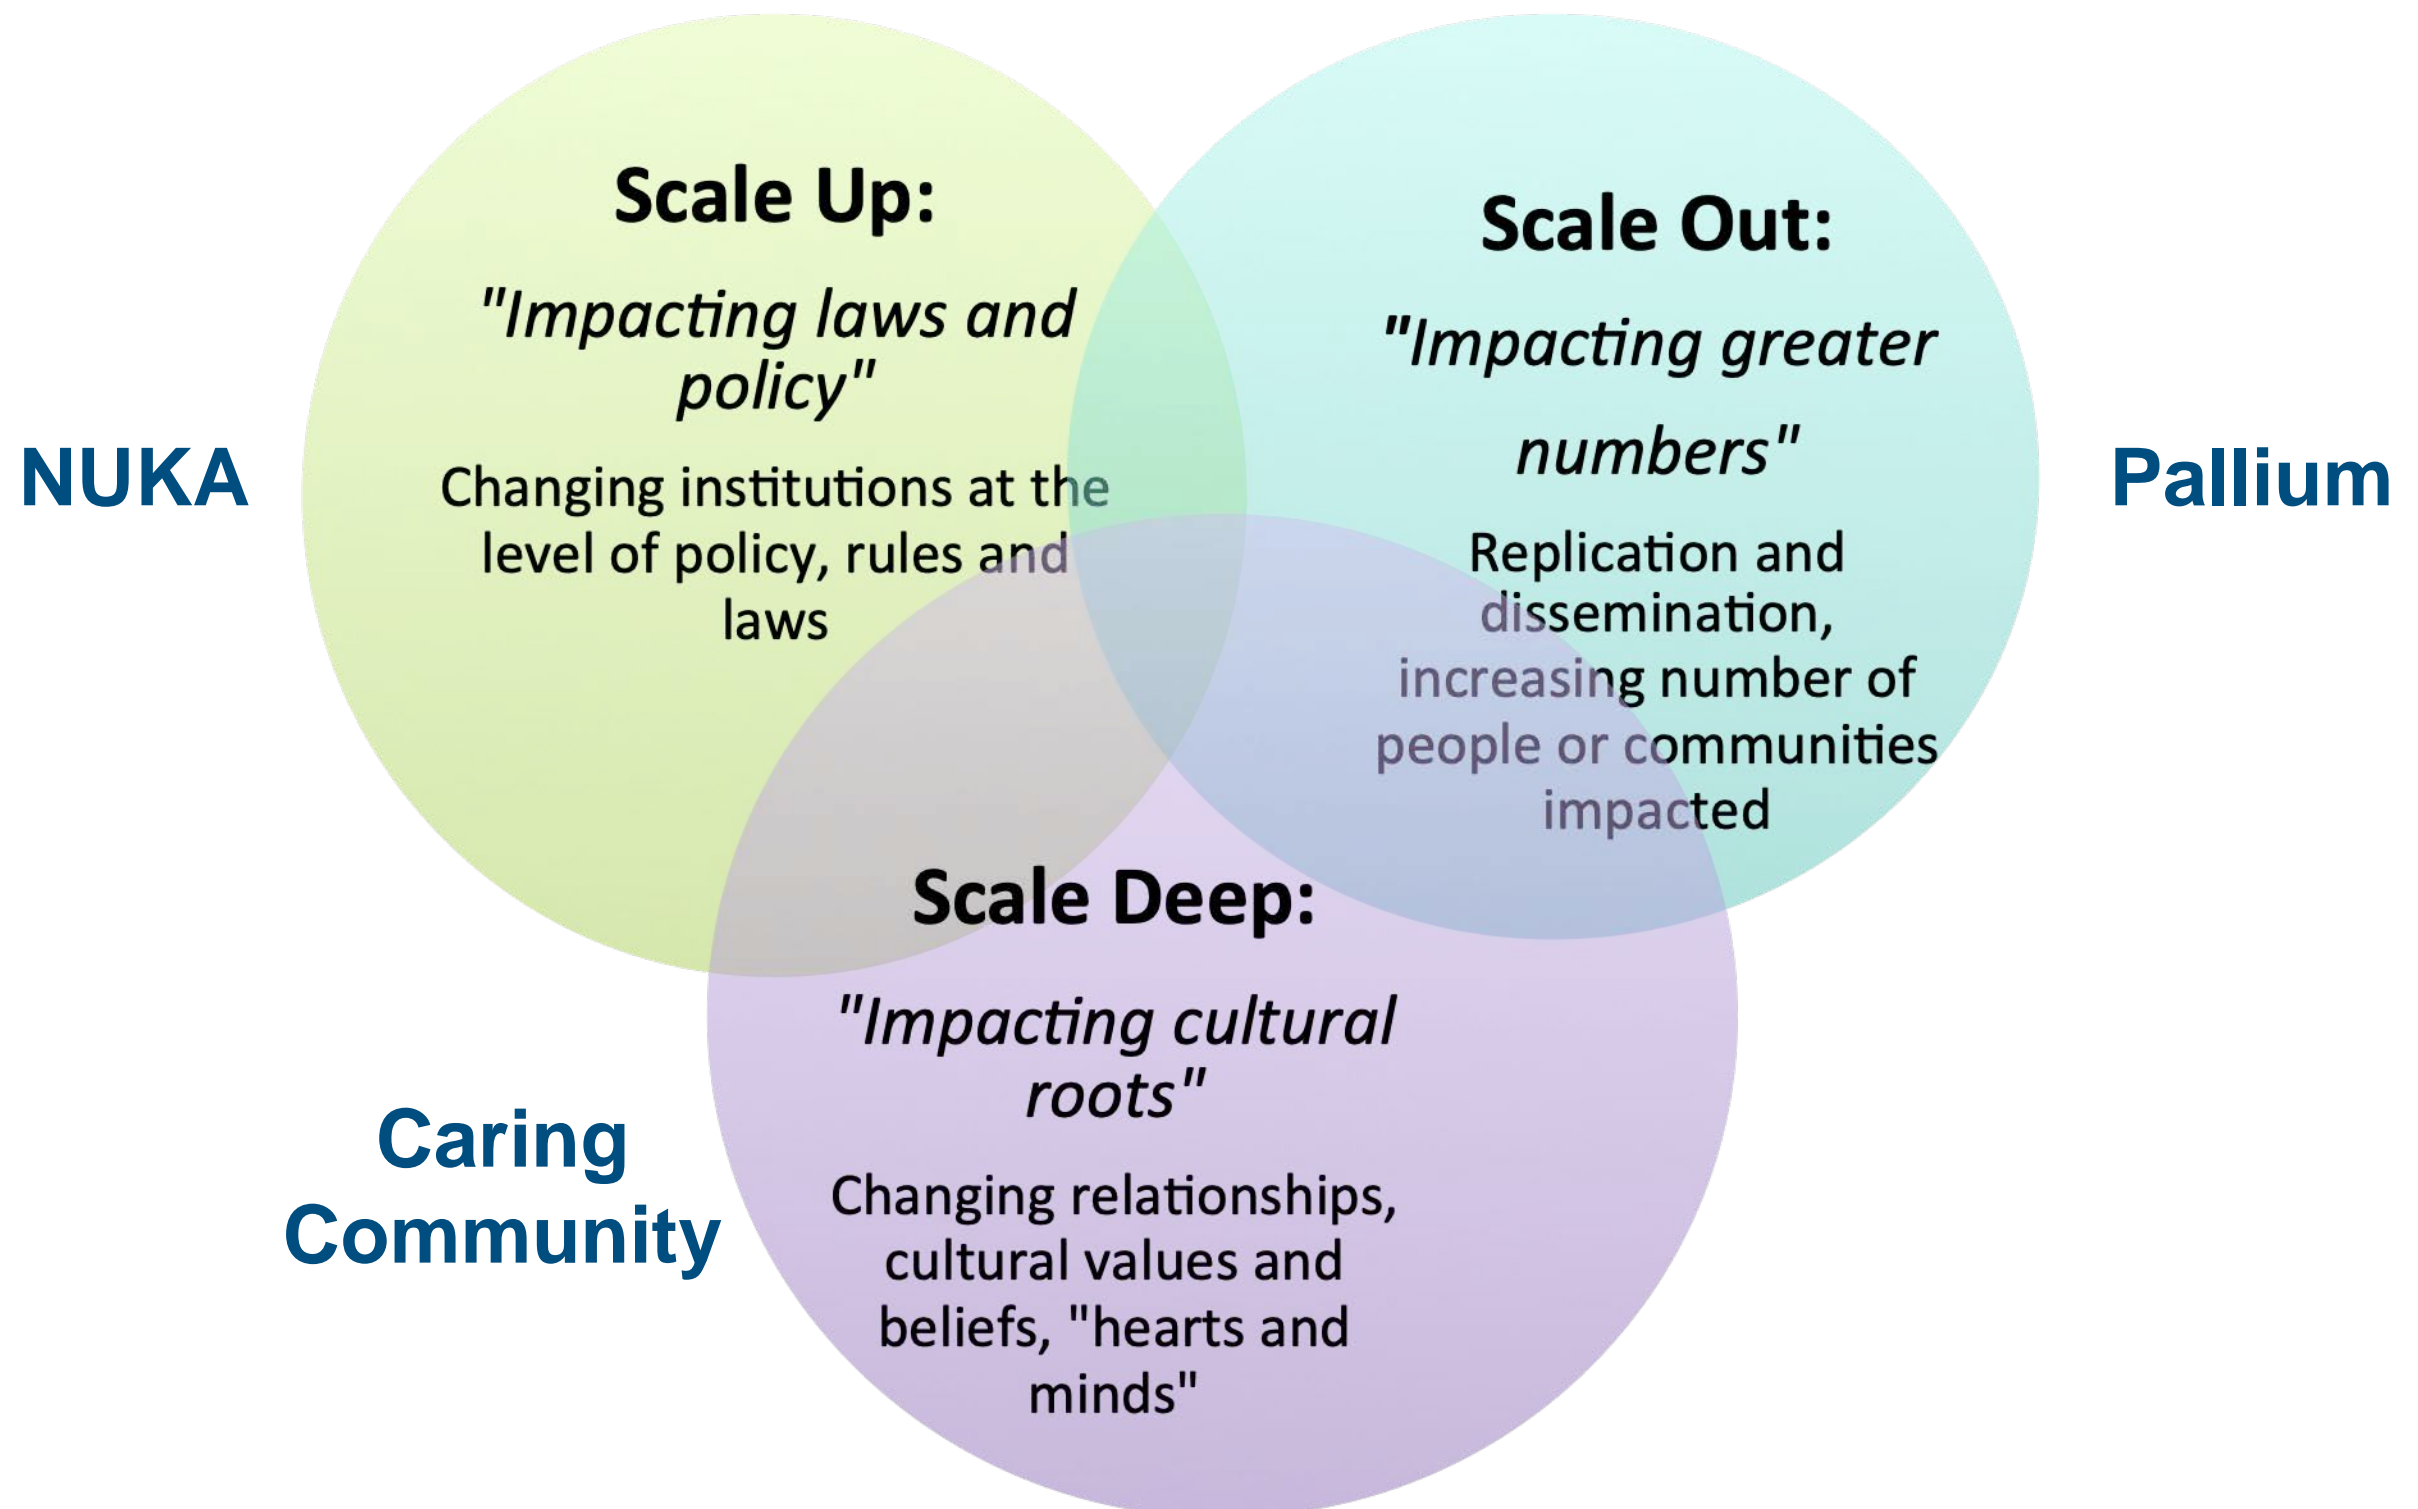 NUKA
Scale Up:
"Impacting laws and
policy"
Changing institutions at the
level of policy, rules and
laws
Scale Out:
"Impacting greater
numbers"
Replication and
dissemination,
increasing number of
people or communities
impacted
Pallium
Caring
Community
Scale Deep:
"Impacting cultural
roots"
Changing relationships,
cultural values and
beliefs, "hearts and
minds"